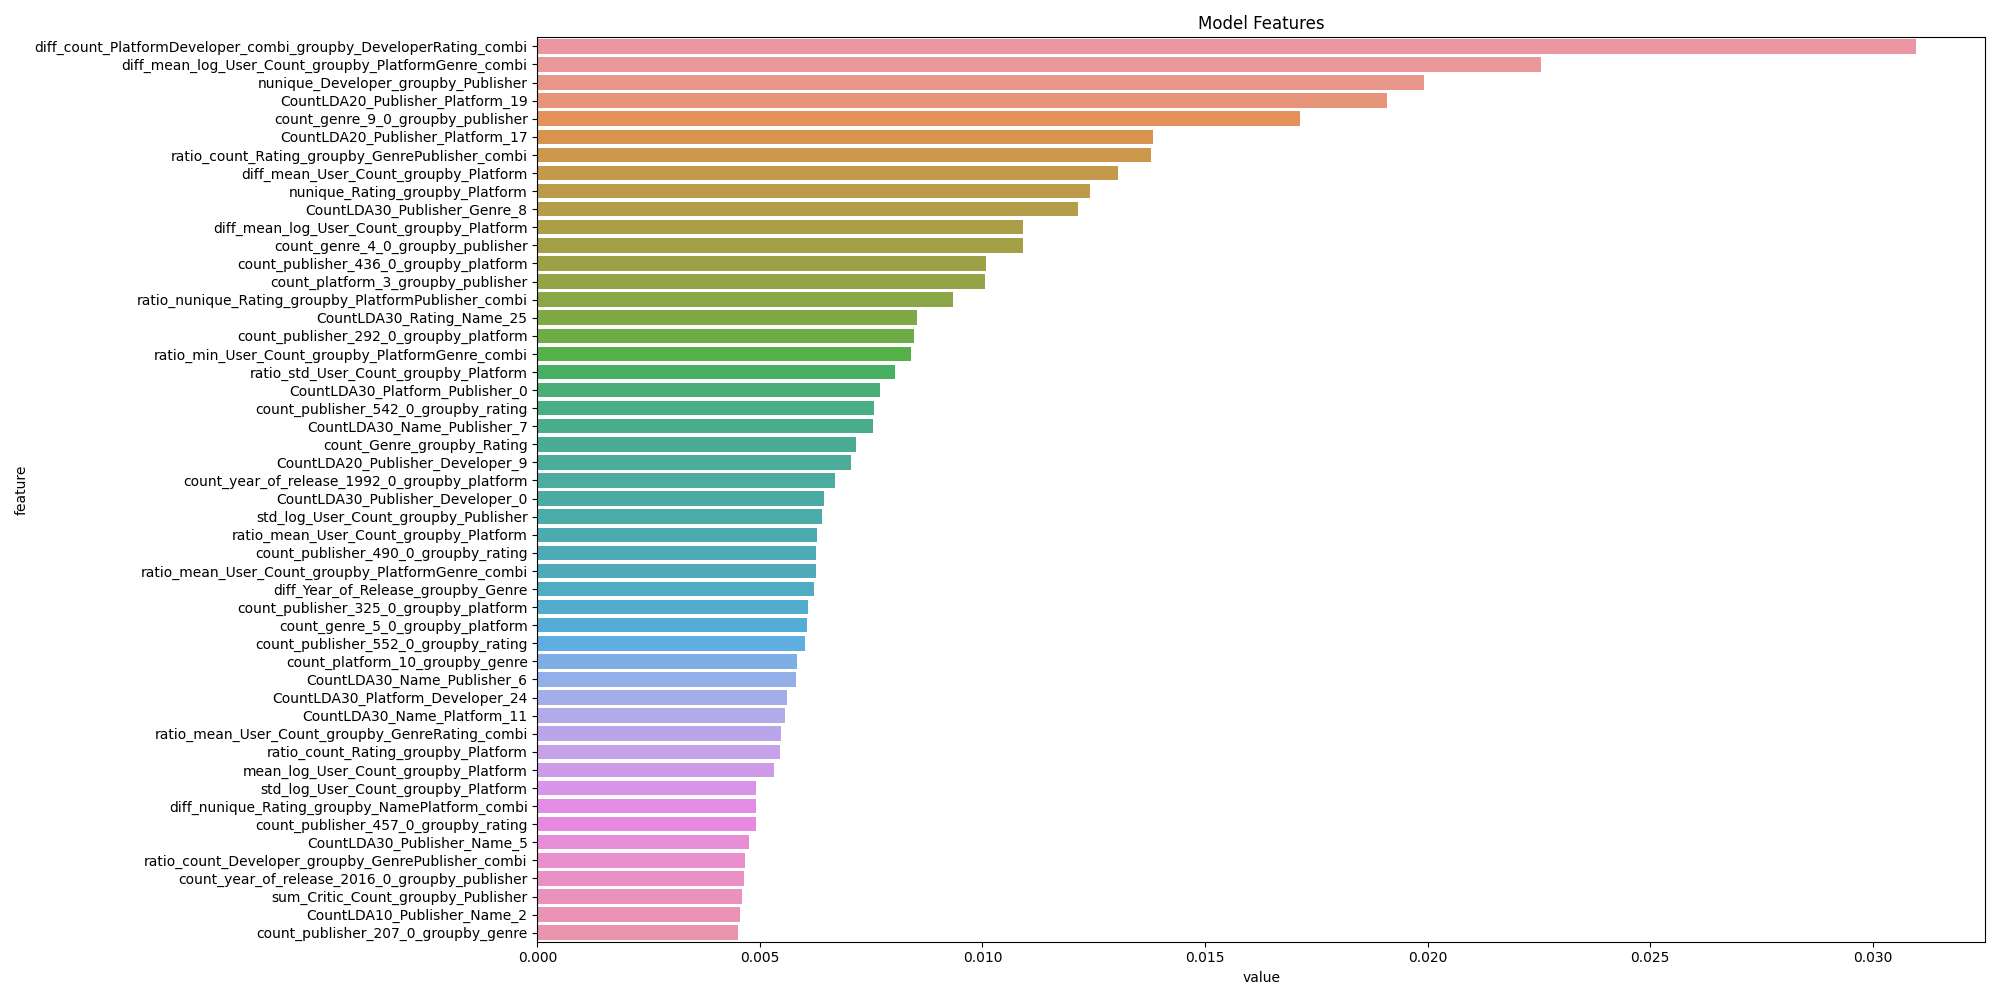 Model Features
diff_count_PlatformDeveloper_combi_groupby_DeveloperRating_combi
diff_mean_log_User_Count_groupby_PlatformGenre_combi
nunique_Developer_groupby_Publisher
CountLDA20_Publisher_Platform_19
count_genre_9_0_groupby_publisher
CountLDA20_Publisher_Platform_17
ratio_count_Rating_groupby_GenrePublisher_combi
diff_mean_User_Count_groupby_Platform
nunique_Rating_groupby_Platform
CountLDA30_Publisher_Genre_8
diff_mean_log_User_Count_groupby_Platform
count_genre_4_0_groupby_publisher
count_publisher_436_0_groupby_platform
count_platform_3_groupby_publisher
ratio_nunique_Rating_groupby_PlatformPublisher_combi
CountLDA30_Rating_Name_25
count_publisher_292_0_groupby_platform
ratio_min_User_Count_groupby_PlatformGenre_combi
ratio_std_User_Count_groupby_Platform
CountLDA30_Platform_Publisher_0
count_publisher_542_0_groupby_rating
CountLDA30_Name_Publisher_7
count_Genre_groupby_Rating
CountLDA20_Publisher_Developer_9
count_year_of_release_1992_0_groupby_platform
CountLDA30_Publisher_Developer_0
std_log_User_Count_groupby_Publisher
ratio_mean_User_Count_groupby_Platform
count_publisher_490_0_groupby_rating
ratio_mean_User_Count_groupby_PlatformGenre_combi
diff_Year_of_Release_groupby_Genre
count_publisher_325_0_groupby_platform
count_genre_5_0_groupby_platform
count_publisher_552_0_groupby_rating
count_platform_10_groupby_genre
CountLDA30_Name_Publisher_6
CountLDA30_Platform_Developer_24
CountLDA30_Name_Platform_11
ratio_mean_User_Count_groupby_GenreRating_combi
ratio_count_Rating_groupby_Platform
mean_log_User_Count_groupby_Platform
std_log_User_Count_groupby_Platform
diff_nunique_Rating_groupby_NamePlatform_combi
count_publisher_457_0_groupby_rating
CountLDA30_Publisher_Name_5
ratio_count_Developer_groupby_GenrePublisher_combi
count_year_of_release_2016_0_groupby_publisher
sum_Critic_Count_groupby_Publisher
CountLDA10_Publisher_Name_2
count_publisher_207_0_groupby_genre
feature
0.000 0.005 0.010 0.015 0.020 0.025 0.030
value